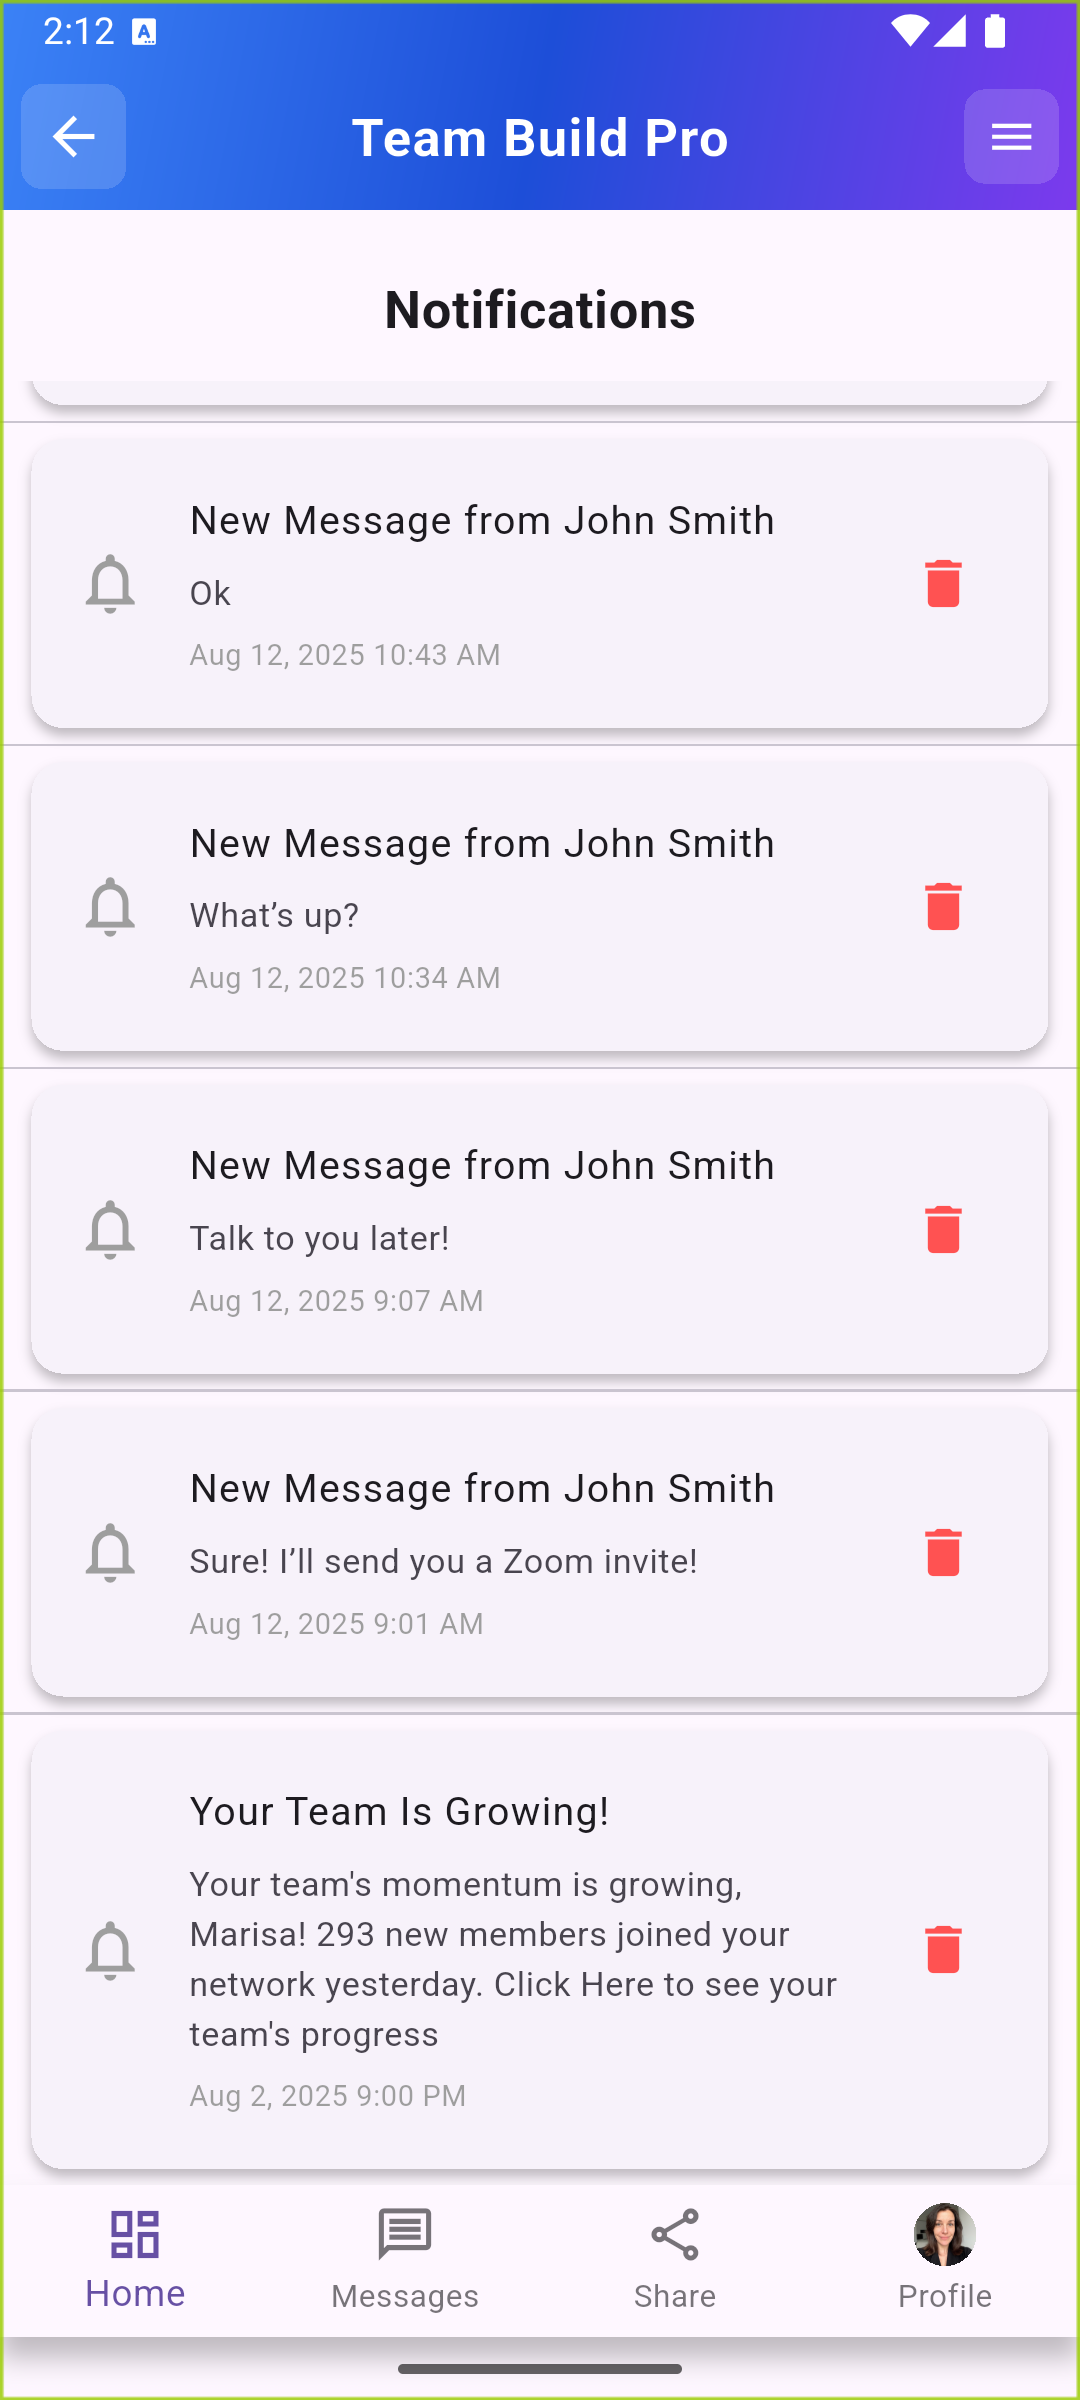 2:12
Team Build Pro
Notifications
New Message from John Smith
Ok
Aug 12, 2025 10:43 AM
New Message from John Smith
What’s up?
Aug 12, 2025 10:34 AM
New Message from John Smith
Talk to you later!
Aug 12, 2025 9:07 AM
New Message from John Smith
Sure! I’ll send you a Zoom invite!
Aug 12, 2025 9:01 AM
Your Team Is Growing!
Your team's momentum is growing,
Marisa! 293 new members joined your
network yesterday. Click Here to see your
team's progress
Aug 2, 2025 9:00 PM
Home
Messages
Share
Profile